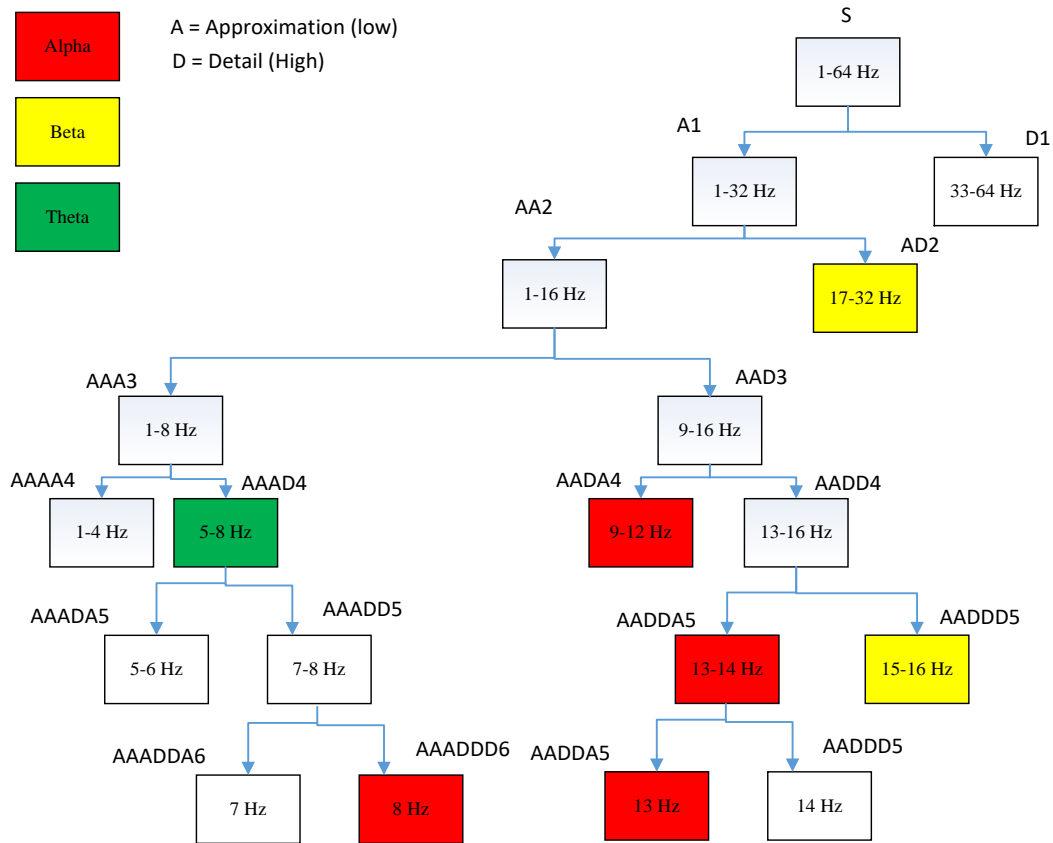 Alpha
A = Approximation (low)
D = Detail (High)
Beta
Theta
S
1-64 Hz
A1
D1
1-32 Hz
33-64 Hz
AA2
AD2
1-16 Hz
17-32 Hz
AAA3
AAD3
1-8 Hz
9-16 Hz
AAAA4
AAAD4
AADA4
AADD4
1-4 Hz
5-8 Hz
9-12 Hz
13-16 Hz
AAADA5
AAADD5
AADDA5
AADDD5
5-6 Hz
7-8 Hz
13-14 Hz
15-16 Hz
AAADDA6
AAADDD6
AADDA5
AADDD5
7 Hz
8 Hz
13 Hz
14 Hz